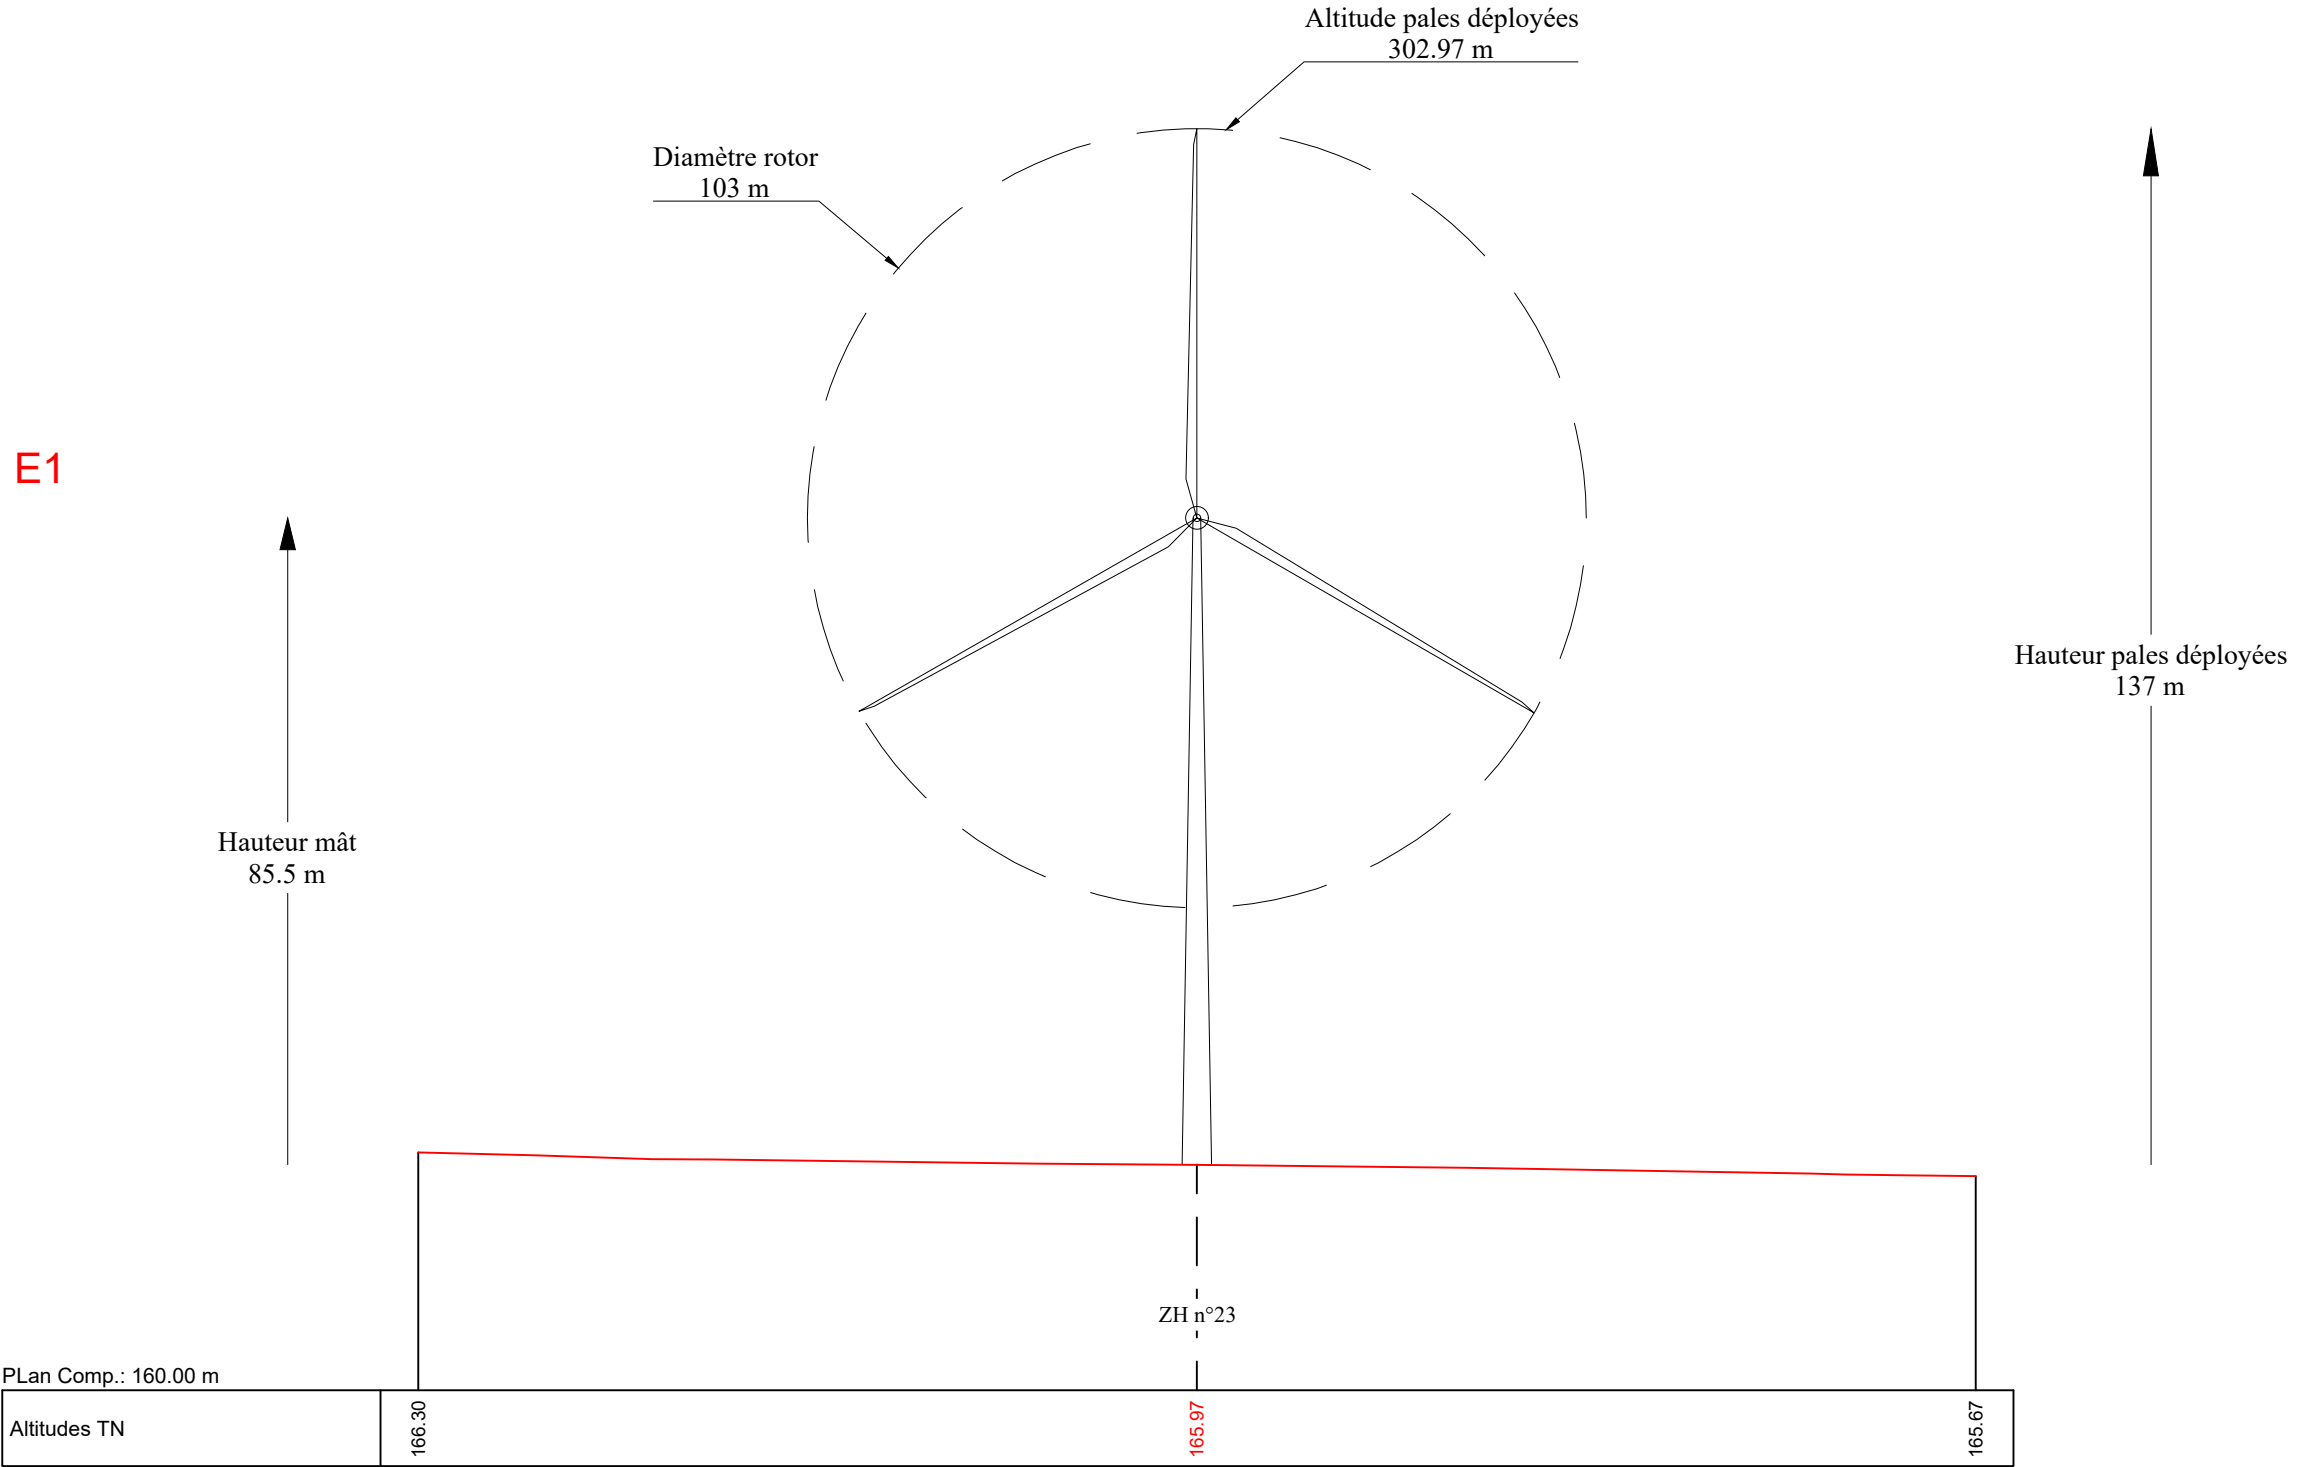 Altitude pales déployées
302.97 m
Diamètre rotor
103 m
E1
Hauteur pales déployées
137 m
Hauteur mât
85.5 m
ZH n°23
PLan Comp.: 160.00 m
Altitudes TN
166.30
165.97
165.67